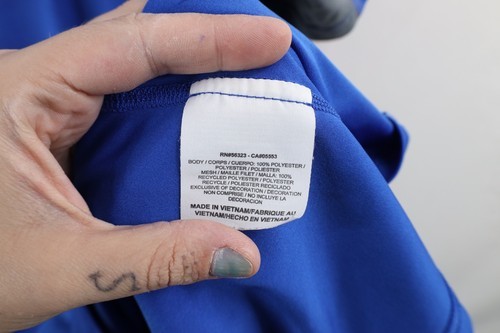 RN#56323 - CA#05553
BODY / CORPS / CUERPO: 100% POLYESTER /
POLYESTER / POLIESTER
MESH / MAILLE FILET / MALLA: 100%
RECYCLED POLYESTER / POLYESTER
RECYCLE / POLIESTER RECICLADO
EXCLUSIVE OF DECORATION / DECORATION
NON COMPRISE / NO INCLUYE LA
DECORACION
MADE IN VIETNAM/FABRIQUE AU
VIETNAM/HECHO EN VIETNAM